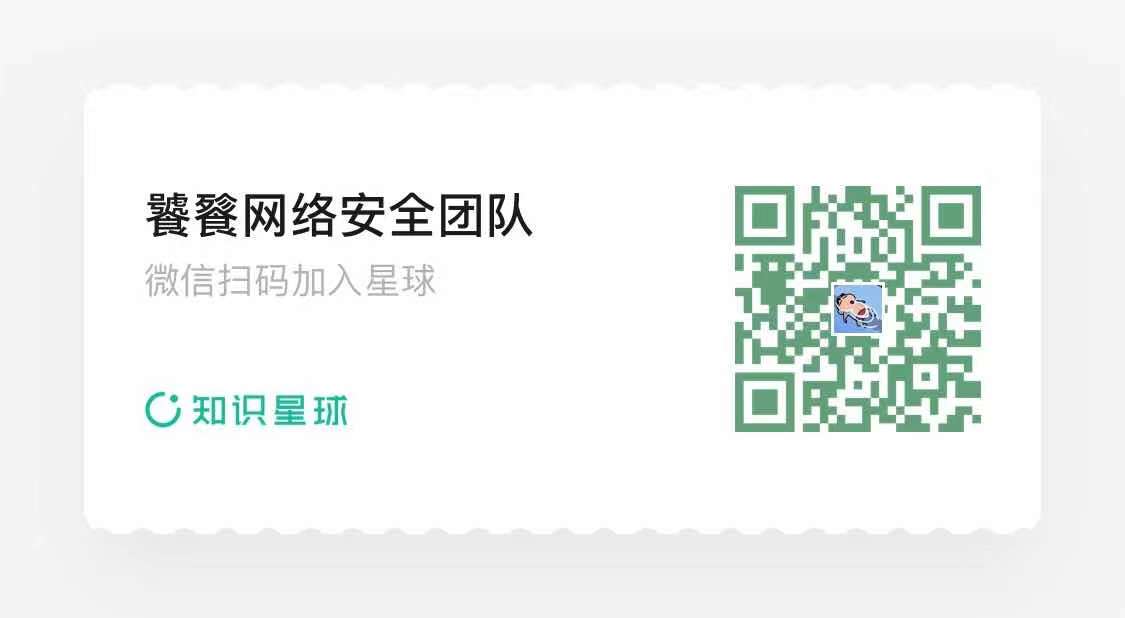 饕餮网络安全团队
微信扫码加入星球
知识星球